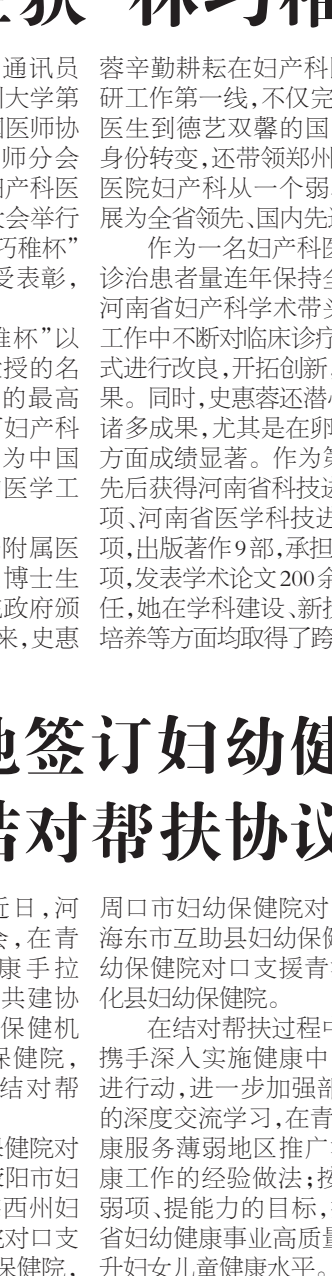 通讯员
大学第
医师协
师分会
产科医
会举行
巧稚杯”
受表彰,
稚杯”以
授的名
的最高
妇产科
为中国
医学工
附属医
博士生
政府颁
来,史惠
蓉辛勤耕耘在妇产科
研工作第一线,不仅完
医生到德艺双馨的国
身份转变,还带领郑州
医院妇产科从一个弱
展为全省领先、国内先
作为一名妇产科医
诊治患者量连年保持全
河南省妇产科学术带头
工作中不断对临床诊疗
式进行改良,开拓创新
果。同时,史惠蓉还潜
诸多成果,尤其是在卵
方面成绩显著。作为第
先后获得河南省科技进
项、河南省医学科技进
项,出版著作9部,承担
项,发表学术论文200余
任,她在学科建设、新技
培养等方面均取得了跨
签订妇幼健
结对帮扶协议
近日,河
会,在青
康手拉
共建协
保健机
保健院,
结对帮
保健院对
阳市妇
西州妇
对口支
保健院,
周口市妇幼保健院对
海东市互助县妇幼保健
幼保健院对口支援青
化县妇幼保健院。
在结对帮扶过程中
携手深入实施健康中
进行动,进一步加强部
的深度交流学习,在青
康服务薄弱地区推广
康工作的经验做法;按
弱项、提能力的目标,
省妇幼健康事业高质量
升妇女儿童健康水平。